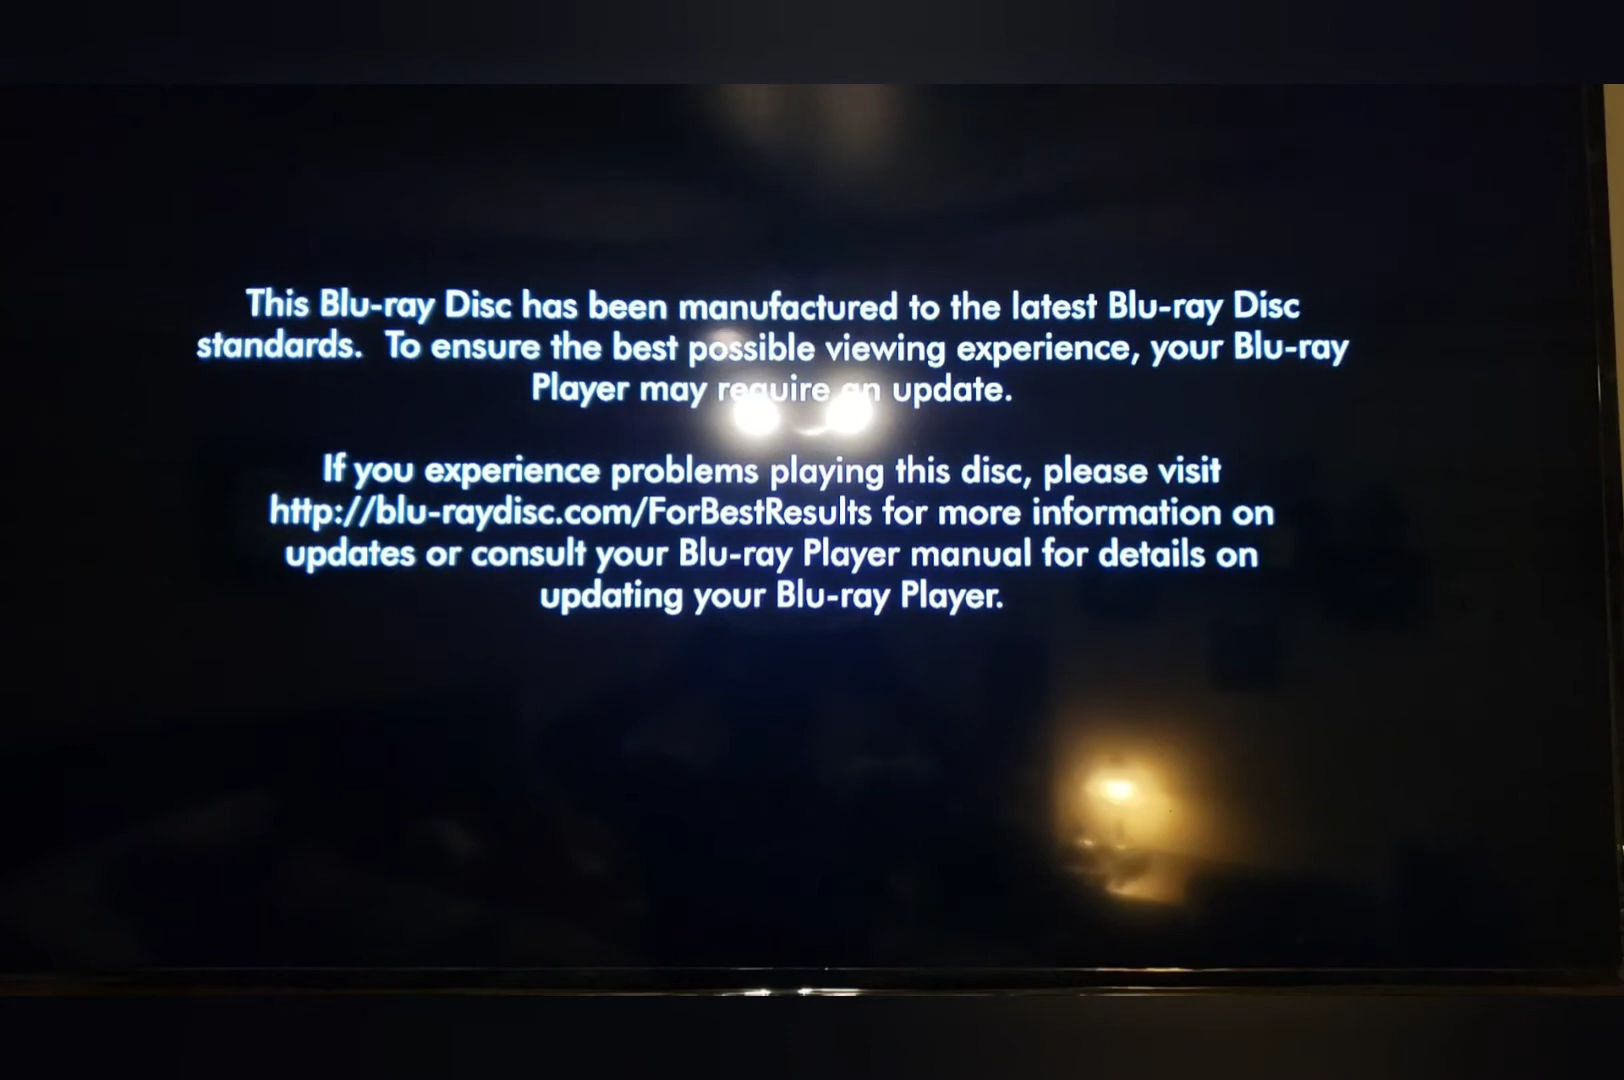 This Blu-ray Disc has been manufactured to the latest Blu-ray Disc
standards.  To ensure the best possible viewing experience, your Blu-ray
Player may require an update.
If you experience problems playing this disc, please visit
http://blu-raydisc.com/ForBestResults for more information on
updates or consult your Blu-ray Player manual for details on
updating your Blu-ray Player.